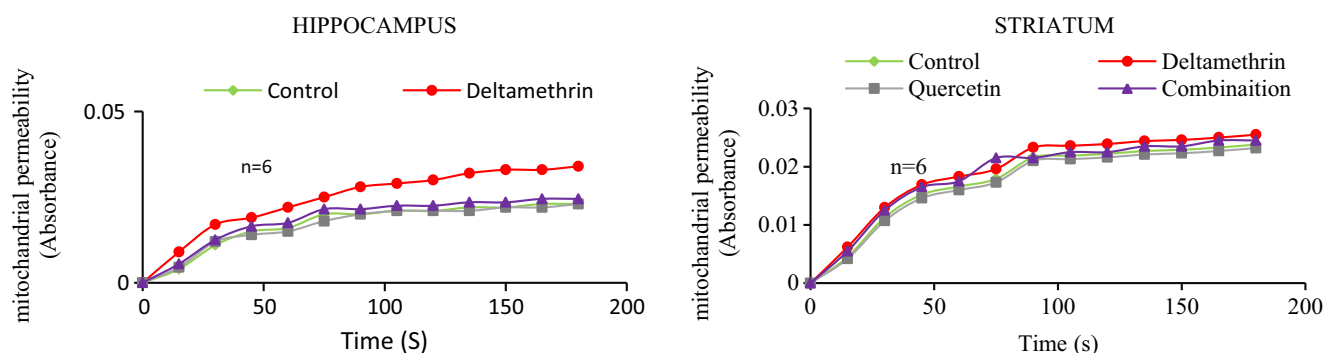 HIPPOCAMPUS
Control Deltamethrin
0.05
n=6
0
0 50 100 150 200
mitochandrial permeability
(Absorbance)
Time (S)
STRIATUM
Control Deltamethrin
Quercetin Combinaition
0.03
0.02
n=6
0.01
0
0 50 100 150 200
mitochandrial permeability
(Absorbance)
Time (s)